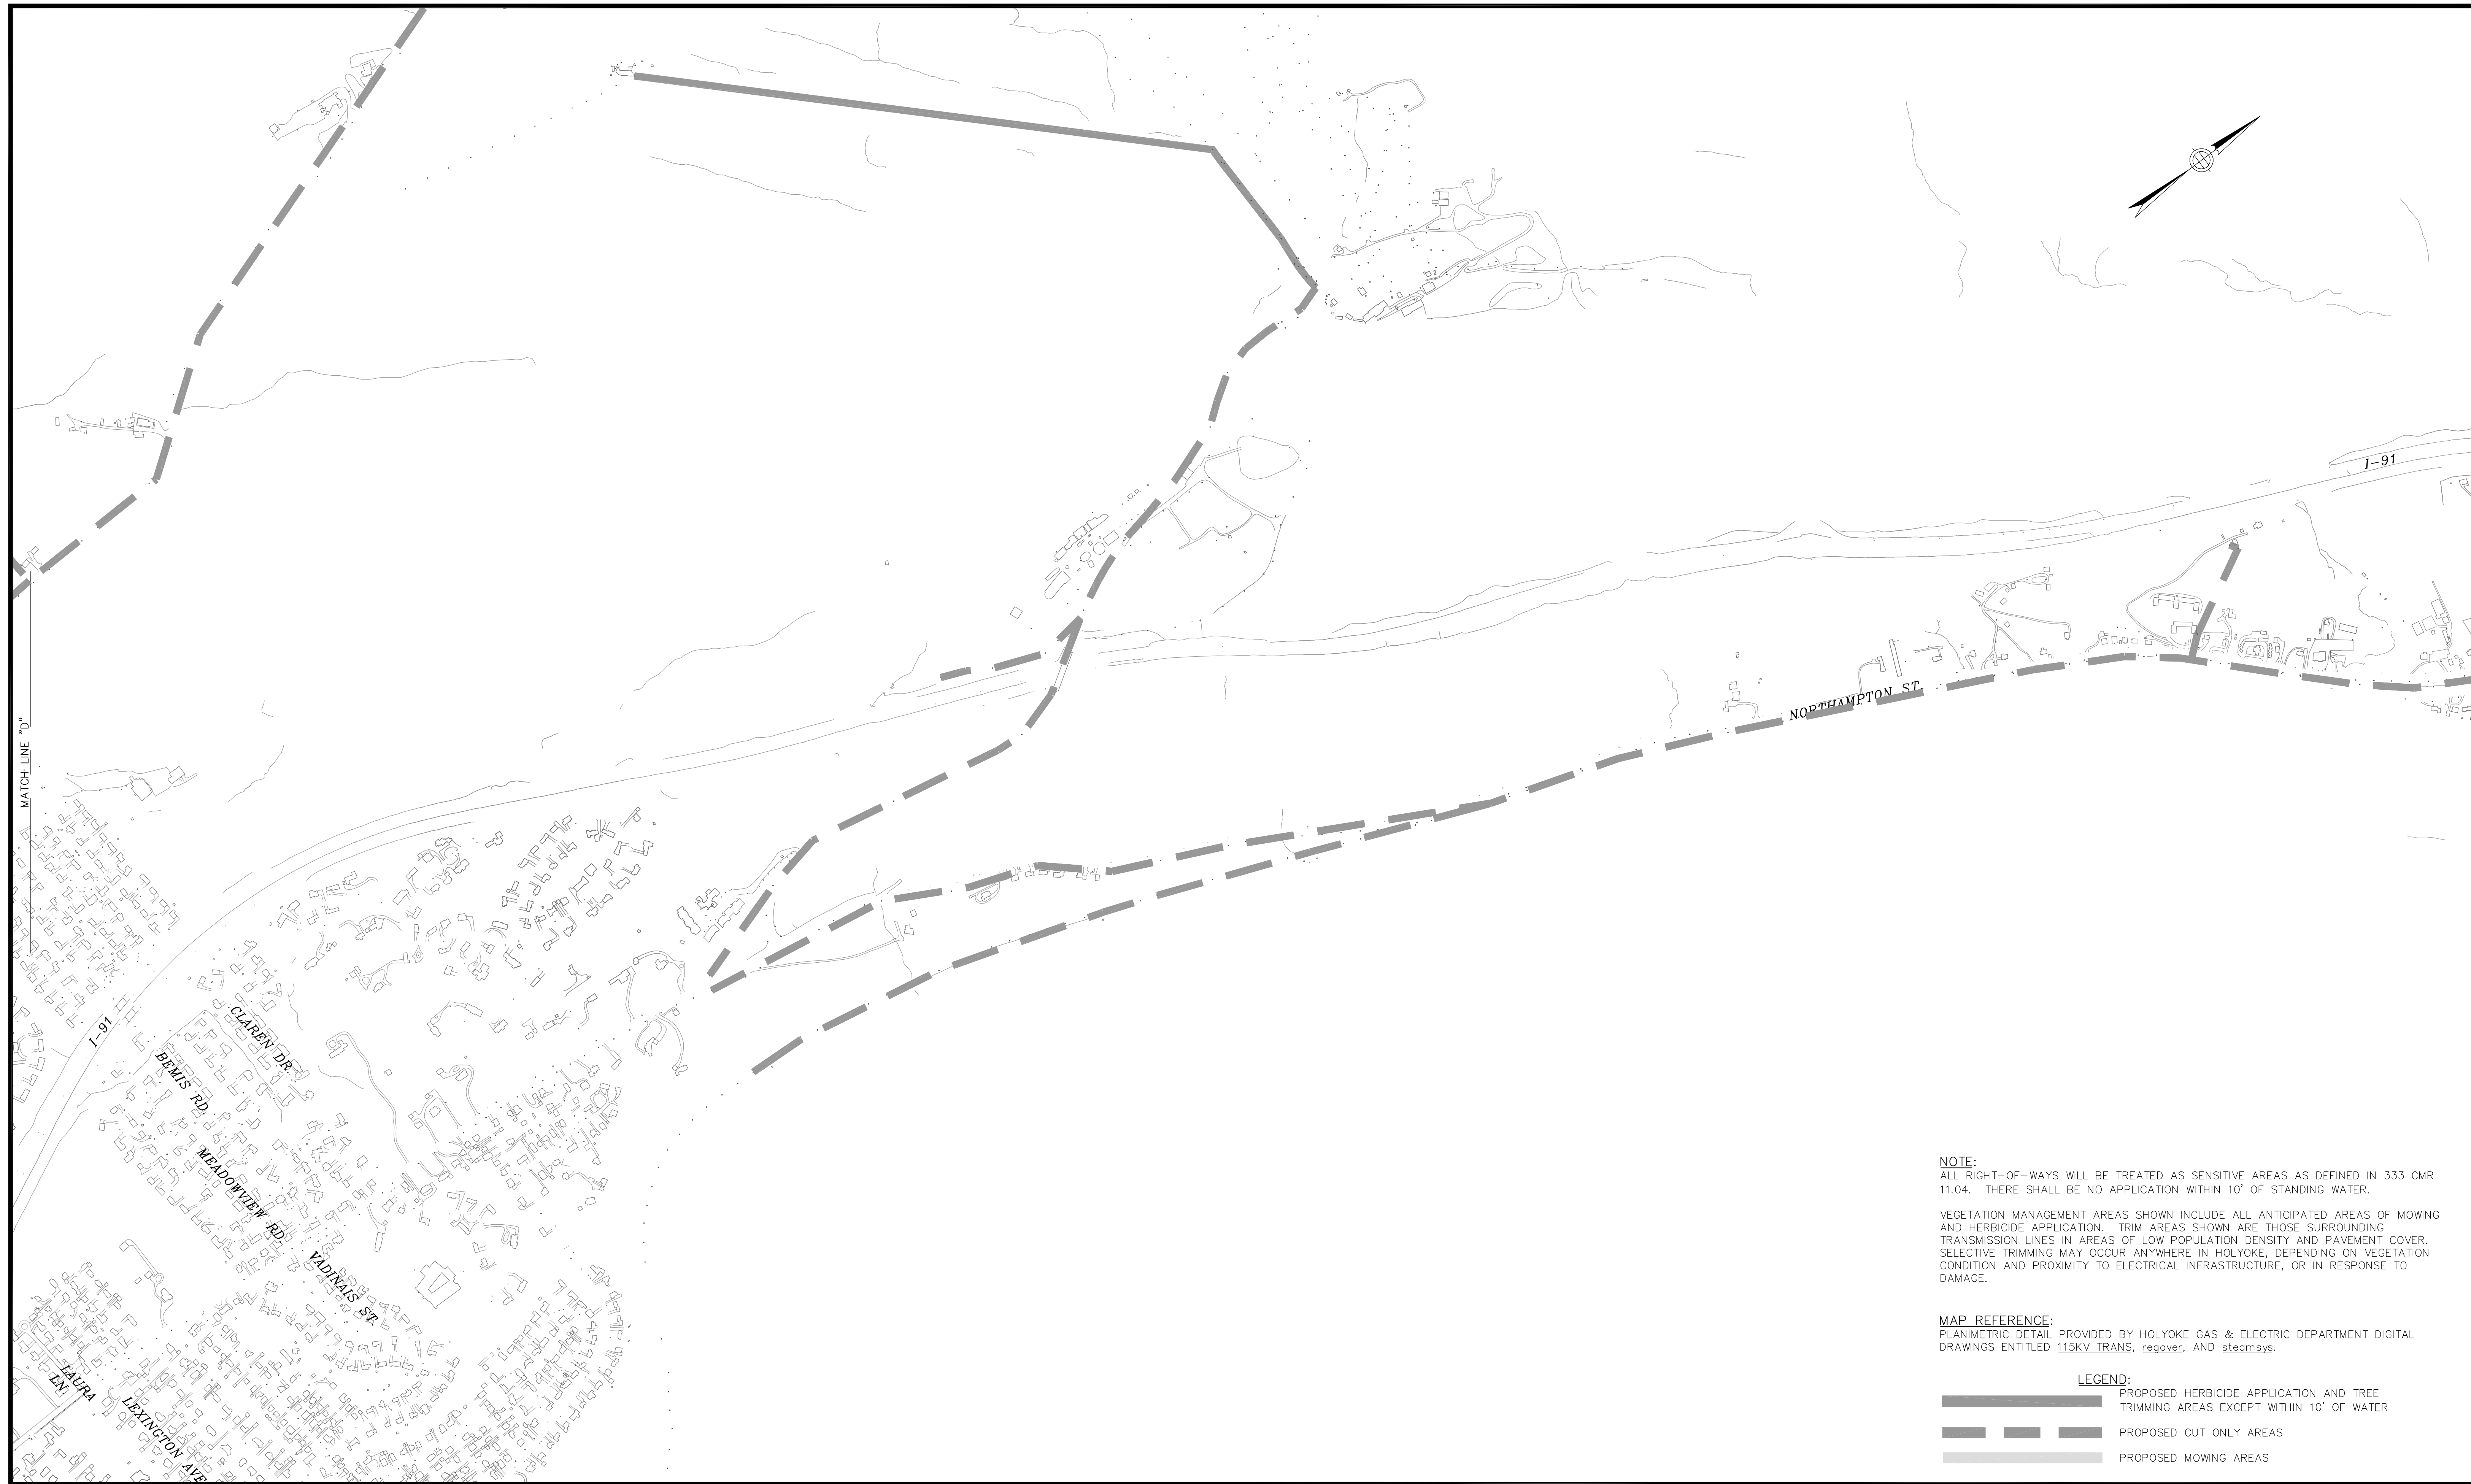 I-91
NORTHAMPTON ST.
MATCH LINE "D"
I-91
CLAREN DR.
BEMIS RD.
MEADOWVIEW RD.
VADINAIS ST.
LAURA
LN.
LEXINGTON AVE
NOTE:
ALL RIGHT-OF-WAYS WILL BE TREATED AS SENSITIVE AREAS AS DEFINED IN 333 CMR
11.04. THERE SHALL BE NO APPLICATION WITHIN 10' OF STANDING WATER.
VEGETATION MANAGEMENT AREAS SHOWN INCLUDE ALL ANTICIPATED AREAS OF MOWING
AND HERBICIDE APPLICATION. TRIM AREAS SHOWN ARE THOSE SURROUNDING
TRANSMISSION LINES IN AREAS OF LOW POPULATION DENSITY AND PAVEMENT COVER.
SELECTIVE TRIMMING MAY OCCUR ANYWHERE IN HOLYOKE, DEPENDING ON VEGETATION
CONDITION AND PROXIMITY TO ELECTRICAL INFRASTRUCTURE, OR IN RESPONSE TO
DAMAGE.
MAP REFERENCE:
PLANIMETRIC DETAIL PROVIDED BY HOLYOKE GAS & ELECTRIC DEPARTMENT DIGITAL
DRAWINGS ENTITLED 115KV TRANS, regover, AND steamsys.
LEGEND:
PROPOSED HERBICIDE APPLICATION AND TREE
TRIMMING AREAS EXCEPT WITHIN 10' OF WATER
PROPOSED CUT ONLY AREAS
PROPOSED MOWING AREAS